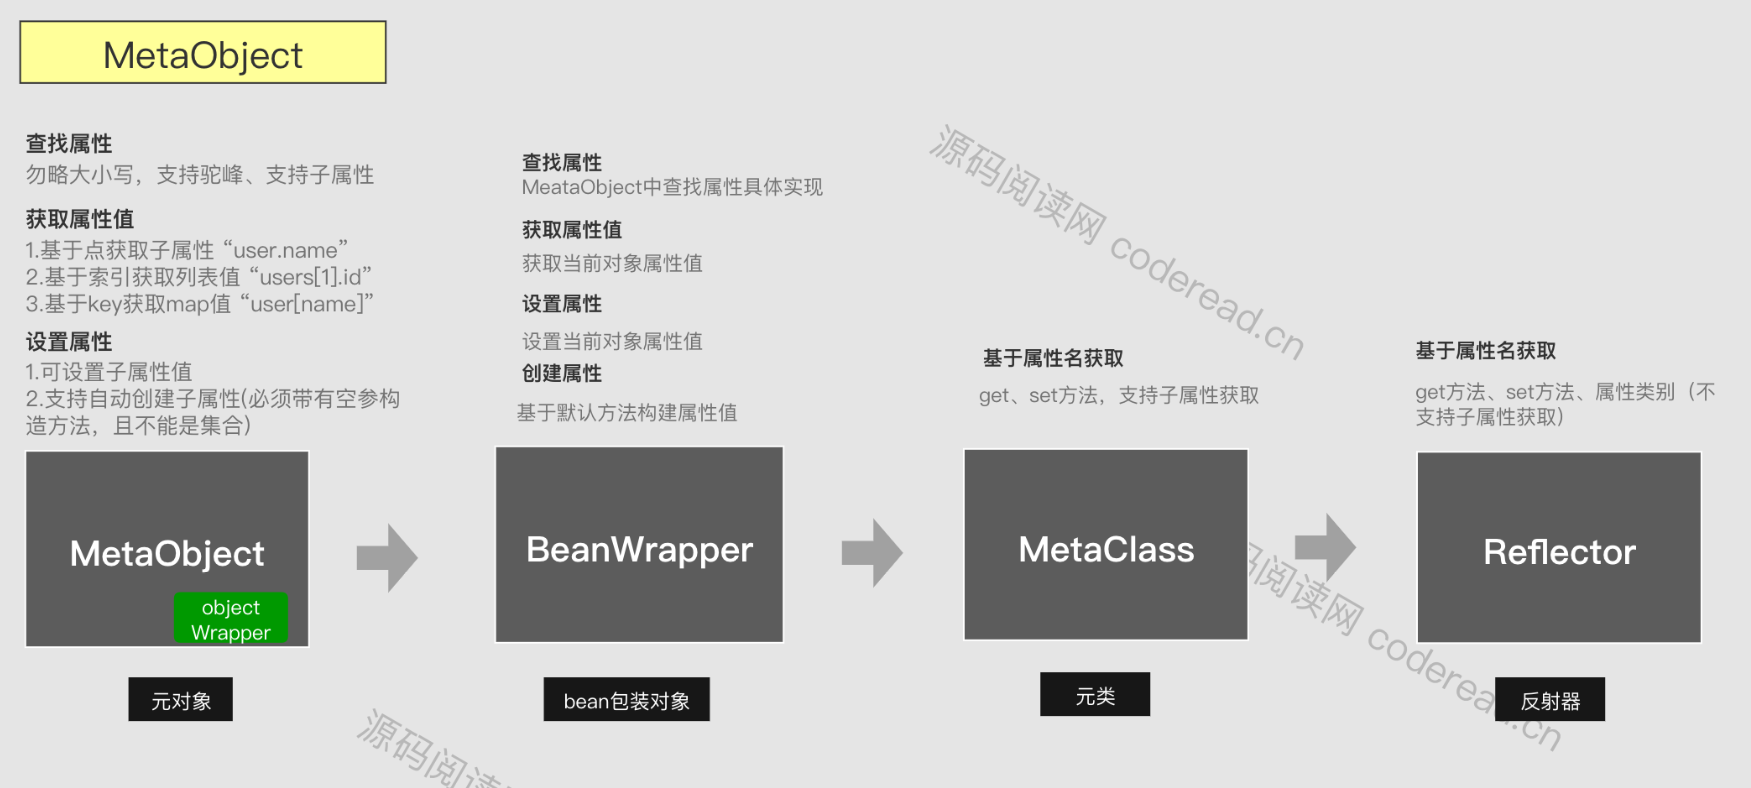 MetaObject
查找属性
勿略大小写，支持驼峰、支持子属性
获取属性值
1.基于点获取子属性 “user.name”
2.基于索引获取列表值 “users[1].id”
3.基于key获取map值 “user[name]”
设置属性
1.可设置子属性值
2.支持自动创建子属性(必须带有空参构
造方法，且不能是集合)
MetaObject
object
Wrapper
元对象
查找属性
MeataObject中查找属性具体实现
获取属性值
获取当前对象属性值
设置属性
设置当前对象属性值
创建属性
基于默认方法构建属性值
BeanWrapper
bean包装对象
基于属性名获取
get、set方法，支持子属性获取
MetaClass
元类
基于属性名获取
get方法、set方法、属性类别（不
支持子属性获取)
Reflector
反射器
源码阅读网 coderead.cn
码阅读网 coderead.cn
源码阅读